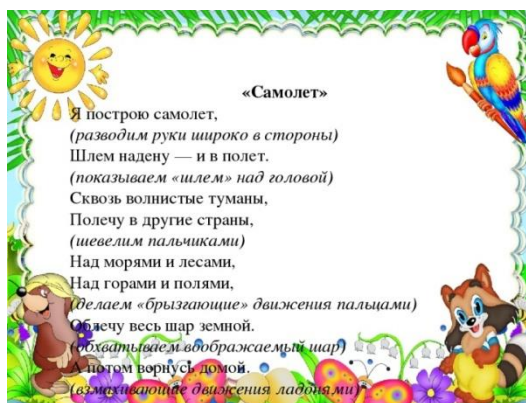 «Самолет»
Я построю самолет,
(разводим руки широко в стороны)
Шлем надену — и в полет.
(показываем «шлем» над головой)
Сквозь волнистые туманы,
Полечу в другие страны,
(шевелим пальчиками)
Над морями и лесами,
Над горами и полями,
(делаем «брызгающие» движения пальцами)
Облечу весь шар земной.
(обхватываем воображаемый шар)
А потом вернусь домой.
(взмахивающие движения ладонями)